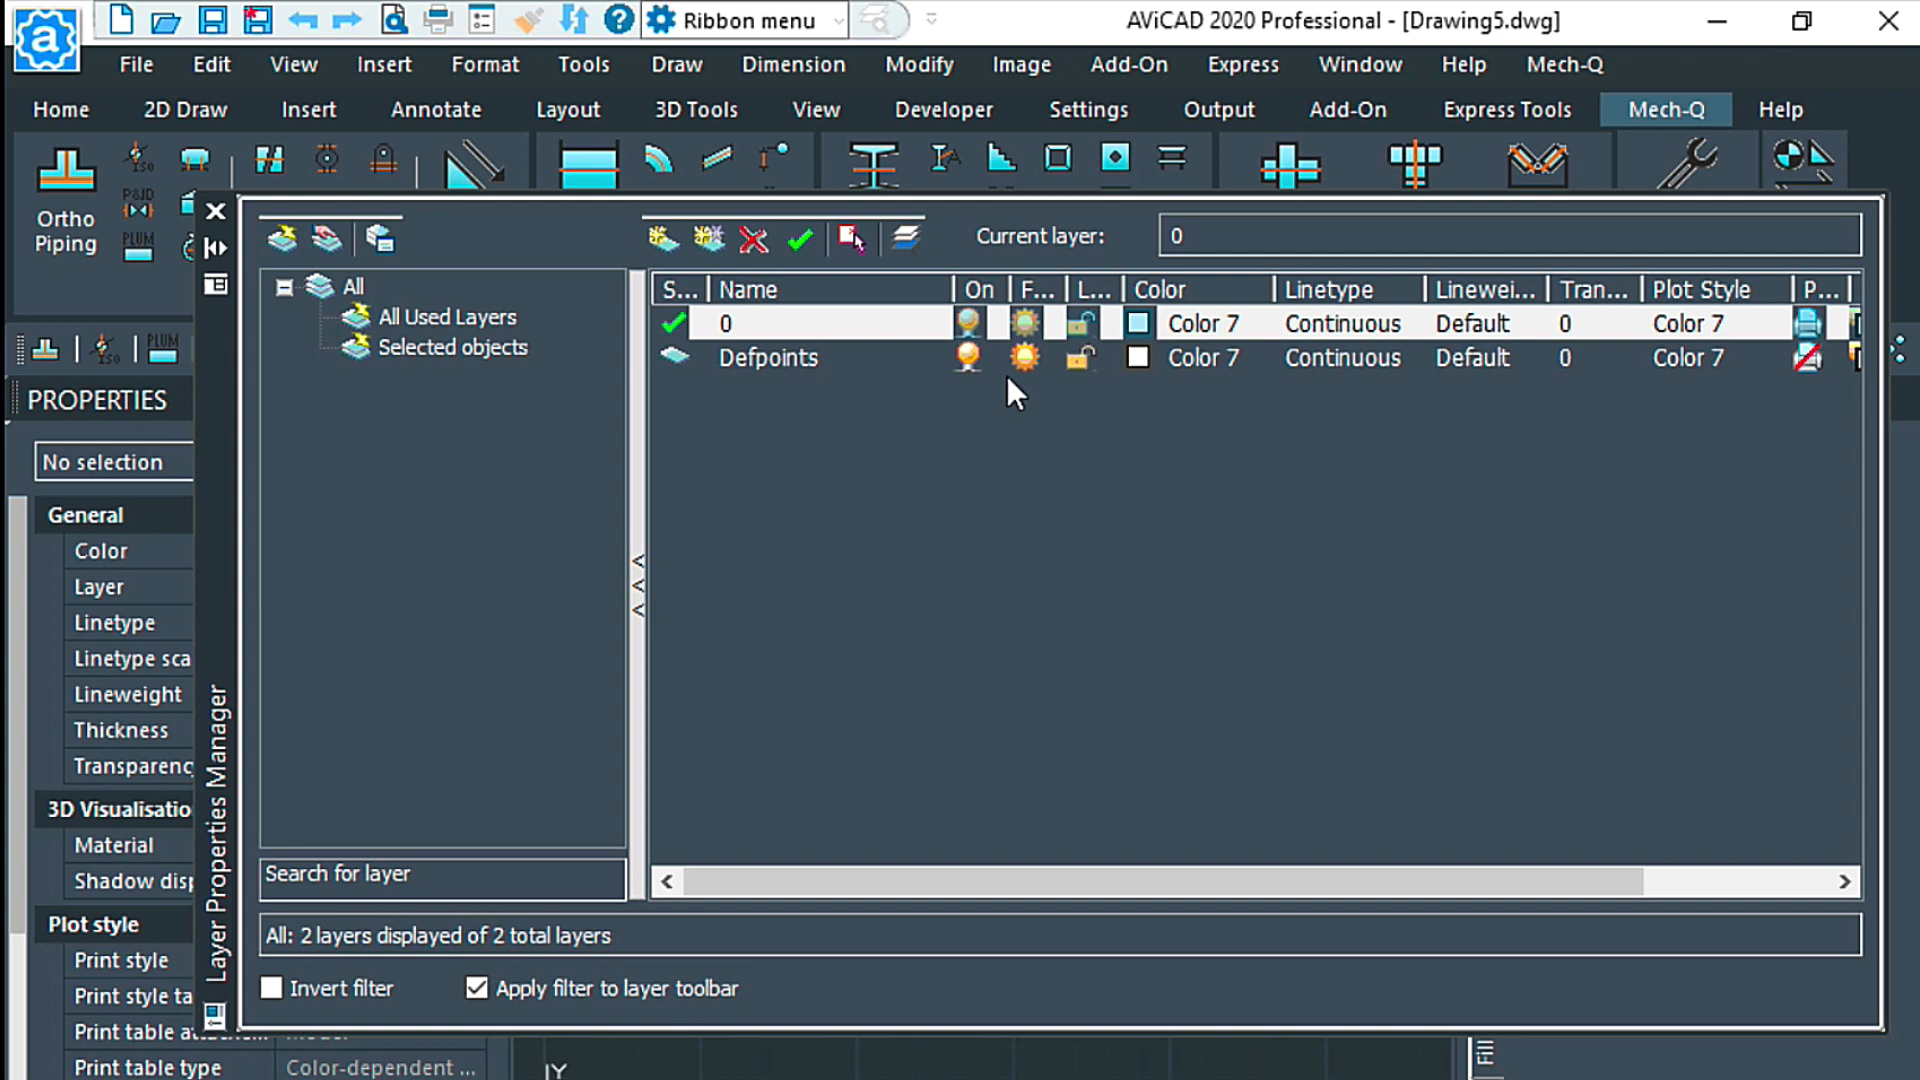 a
Ribbon menu
AViCAD 2020 Professional - [Drawing5.dwg]
File Edit View Insert Format Tools Draw Dimension Modify Image Add-On Express Window Help Mech-Q
Home 2D Draw Insert Annotate Layout 3D Tools View Developer Settings Output Add-On Express Tools Mech-Q Help
ISO
P&ID
Ortho
Piping
PLUM
Current layer: 0
All
All Used Layers
Selected objects
S... Name On F... L... Color Linetype Linewei... Tran... Plot Style P...
0 Color 7 Continuous Default 0 Color 7
Defpoints Color 7 Continuous Default 0 Color 7
ISO
PLUM
PROPERTIES
No selection
General
Color
Layer
Linetype
Linetype sca
Lineweight
Thickness
Transparenc
3D Visualisatio
Material
Shadow disp
Plot style
Print style
Print style ta
Print table
Print table type Color-dependent ...
Layer Properties Manager
<
<
<
Search for layer
All: 2 layers displayed of 2 total layers
Invert filter Apply filter to layer toolbar
Y